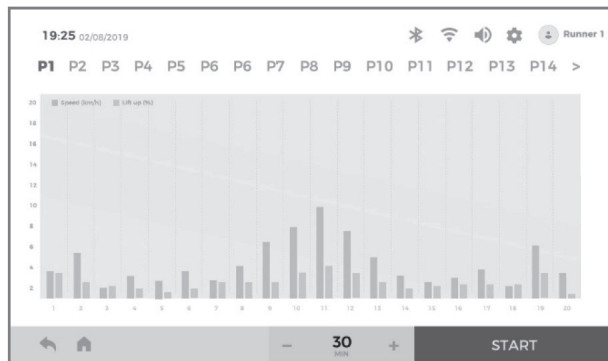 19:25 02/08/2019 Runner 1
P1 P2 P3 P4 P5 P6 P6 P7 P8 P9 P10 P11 P12 P13 P14 >
20 Speed (km/h) Lift up (%)
18
16
14
12
10
8
6
4
2
1 2 3 4 5 6 7 8 9 10 11 12 13 14 15 16 17 18 19 20
− 30 + START
MIN